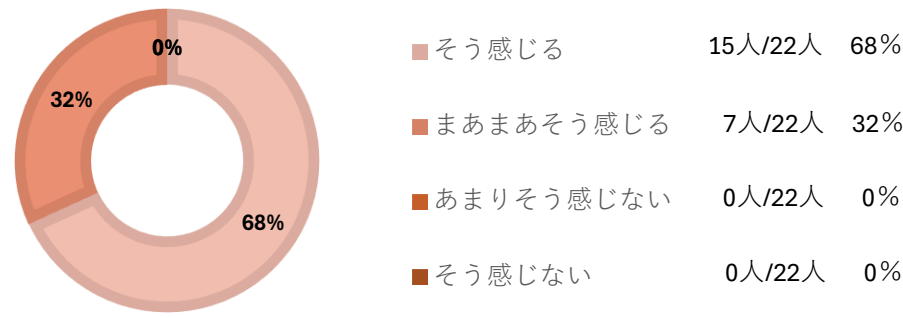 0%
32%
68%
そう感じる 15人/22人 68%
まあまあそう感じる 7人/22人 32%
あまりそう感じない 0人/22人 0%
そう感じない 0人/22人 0%